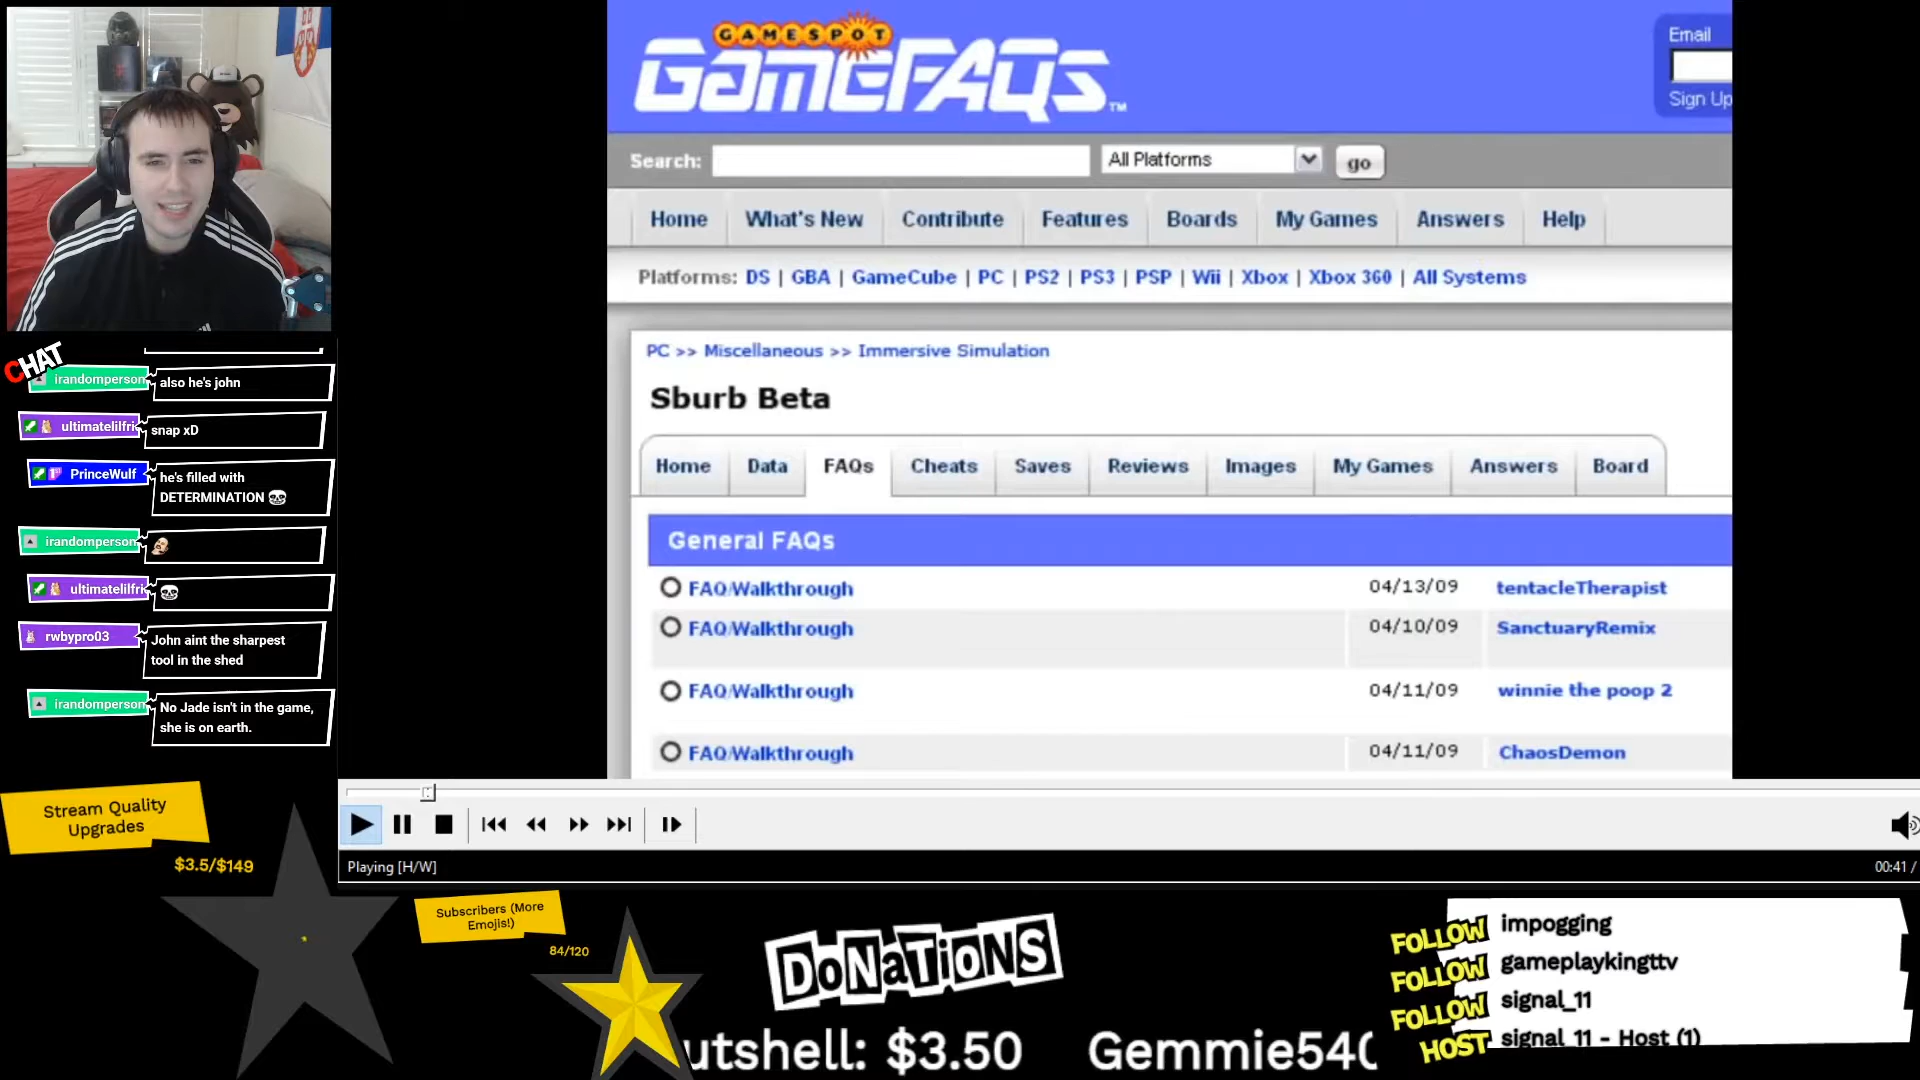 GAMESPOT
GameFAQs™
Email
Sign Up
Search:
All Platforms
go
Home
What's New
Contribute
Features
Boards
My Games
Answers
Help
Platforms: DS | GBA | GameCube | PC | PS2 | PS3 | PSP | Wii | Xbox | Xbox 360 | All Systems
PC >> Miscellaneous >> Immersive Simulation
Sburb Beta
Home
Data
FAQs
Cheats
Saves
Reviews
Images
My Games
Answers
Board
General FAQs
FAQ/Walkthrough 04/13/09 tentacleTherapist
FAQ/Walkthrough 04/10/09 SanctuaryRemix
FAQ/Walkthrough 04/11/09 winnie the poop 2
FAQ/Walkthrough 04/11/09 ChaosDemon
CHAT
irandomperson
also he's john
ultimatelilfri
snap xD
PrinceWulf
he's filled with
DETERMINATION
irandomperson
ultimatelilfri
rwbypro03
John aint the sharpest
tool in the shed
irandomperson
No Jade isn't in the game,
she is on earth.
Playing [H/W]
00:41 /
Stream Quality
Upgrades
$3.5/$149
Subscribers (More
Emojis!)
84/120
DoNaTioNS
utshell: $3.50 Gemmie540
FOLLOW impogging
FOLLOW gameplaykingttv
FOLLOW signal_11
HOST signal_11 - Host (1)